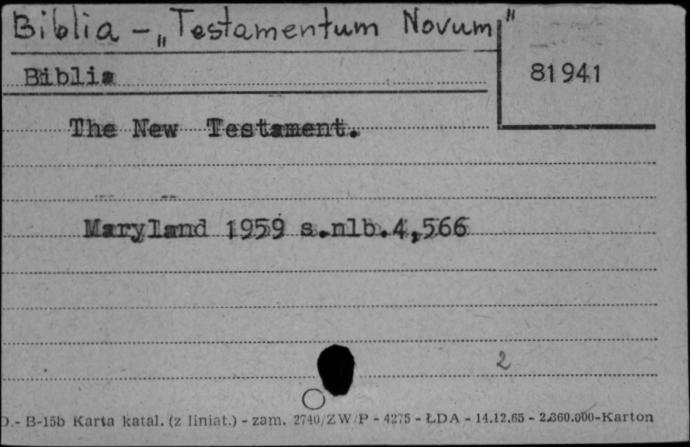 Biblia - „Testamentum Novum"
Biblia
81941
The New Testament.
Maryland 1959 s.nlb.4,566
2
D.- B-15b Karta katal. (z liniat.) - zam. 2740/ZW/P - 4275 - ŁDA - 14.12.65 - 2.860.000-Karton